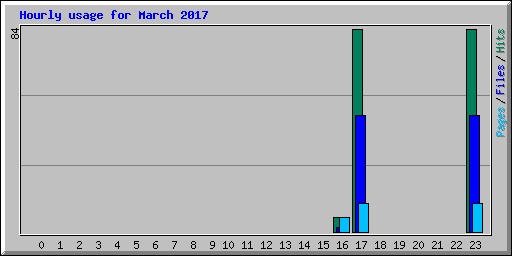 Hourly usage for March 2017
84
Pages/Files/Hits
0 1 2 3 4 5 6 7 8 9 10 11 12 13 14 15 16 17 18 19 20 21 22 23